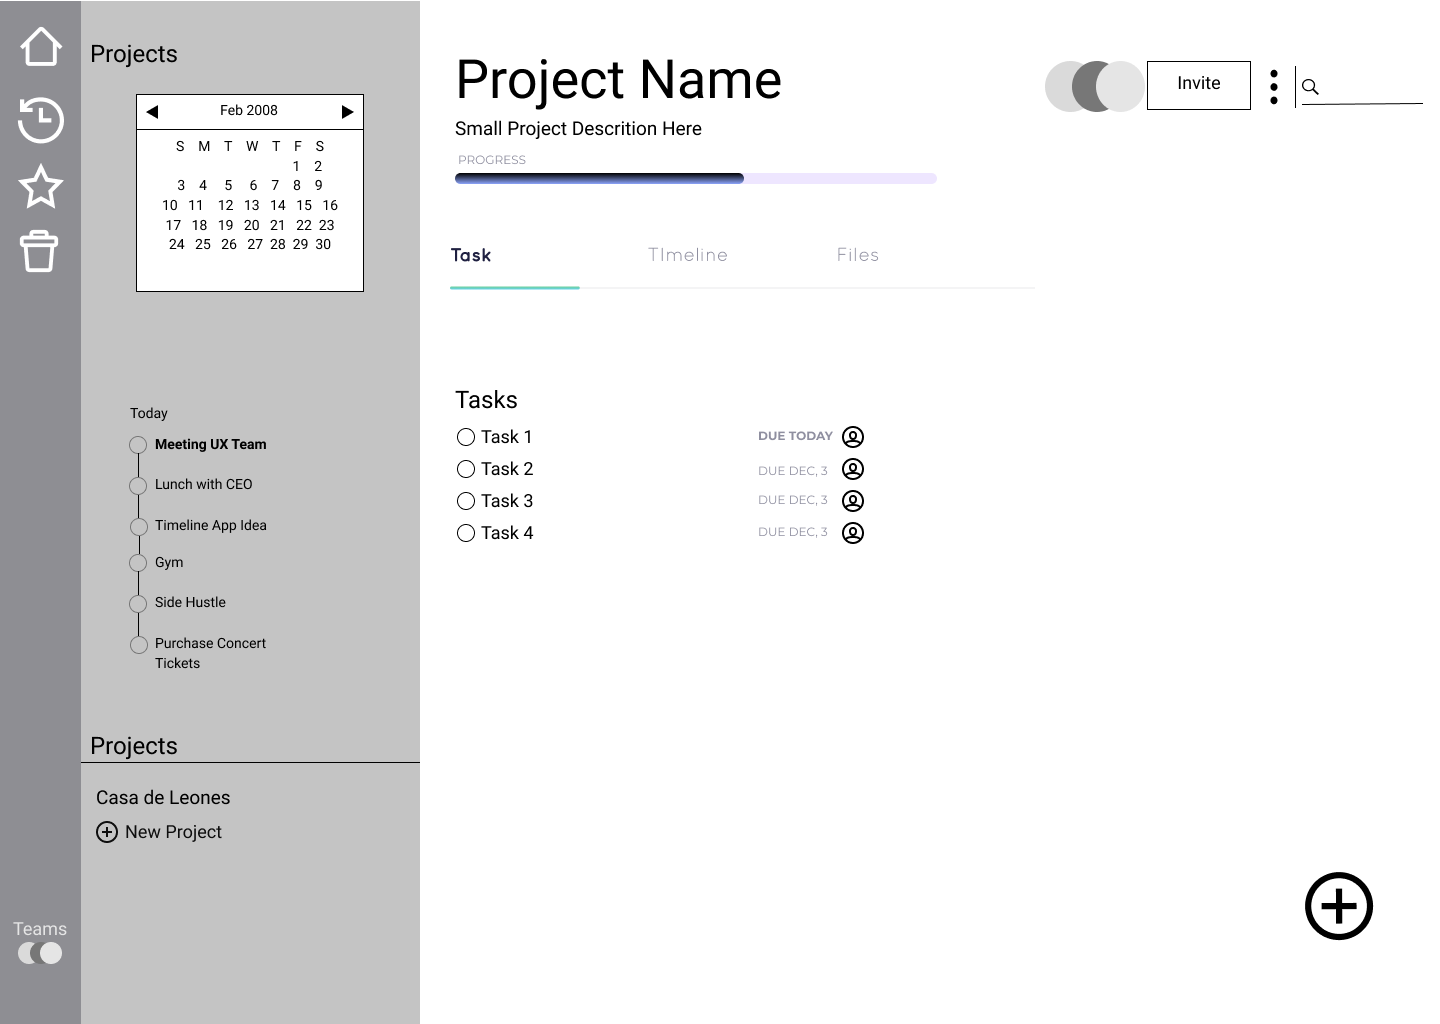 Projects
Feb 2008
S M T W T F S
1 2
3 4 5 6 7 8 9
10 11 12 13 14 15 16
17 18 19 20 21 22 23
24 25 26 27 28 29 30
Today
Meeting UX Team
Lunch with CEO
Timeline App Idea
Gym
Side Hustle
Purchase Concert
Tickets
Projects
Casa de Leones
New Project
Teams
Project Name
Small Project Descrition Here
PROGRESS
Invite
Task TImeline Files
Tasks
Task 1 DUE TODAY
Task 2 DUE DEC, 3
Task 3 DUE DEC, 3
Task 4 DUE DEC, 3